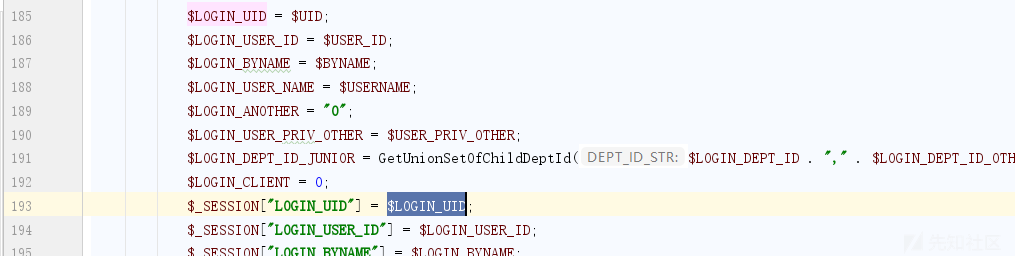 185 $LOGIN_UID = $UID;
186 $LOGIN_USER_ID = $USER_ID;
187 $LOGIN_BYNAME = $BYNAME;
188 $LOGIN_USER_NAME = $USERNAME;
189 $LOGIN_ANOTHER = "0";
190 $LOGIN_USER_PRIV_OTHER = $USER_PRIV_OTHER;
191 $LOGIN_DEPT_ID_JUNIOR = GetUnionSetOfChildDeptId( DEPT_ID_STR: $LOGIN_DEPT_ID . "," . $LOGIN_DEPT_ID_OTH
192 $LOGIN_CLIENT = 0;
193 $_SESSION["LOGIN_UID"] = $LOGIN_UID;
194 $_SESSION["LOGIN_USER_ID"] = $LOGIN_USER_ID;
195 $_SESSION["LOGIN_BYNAME"] = $LOGIN_BYNAME;
先知社区